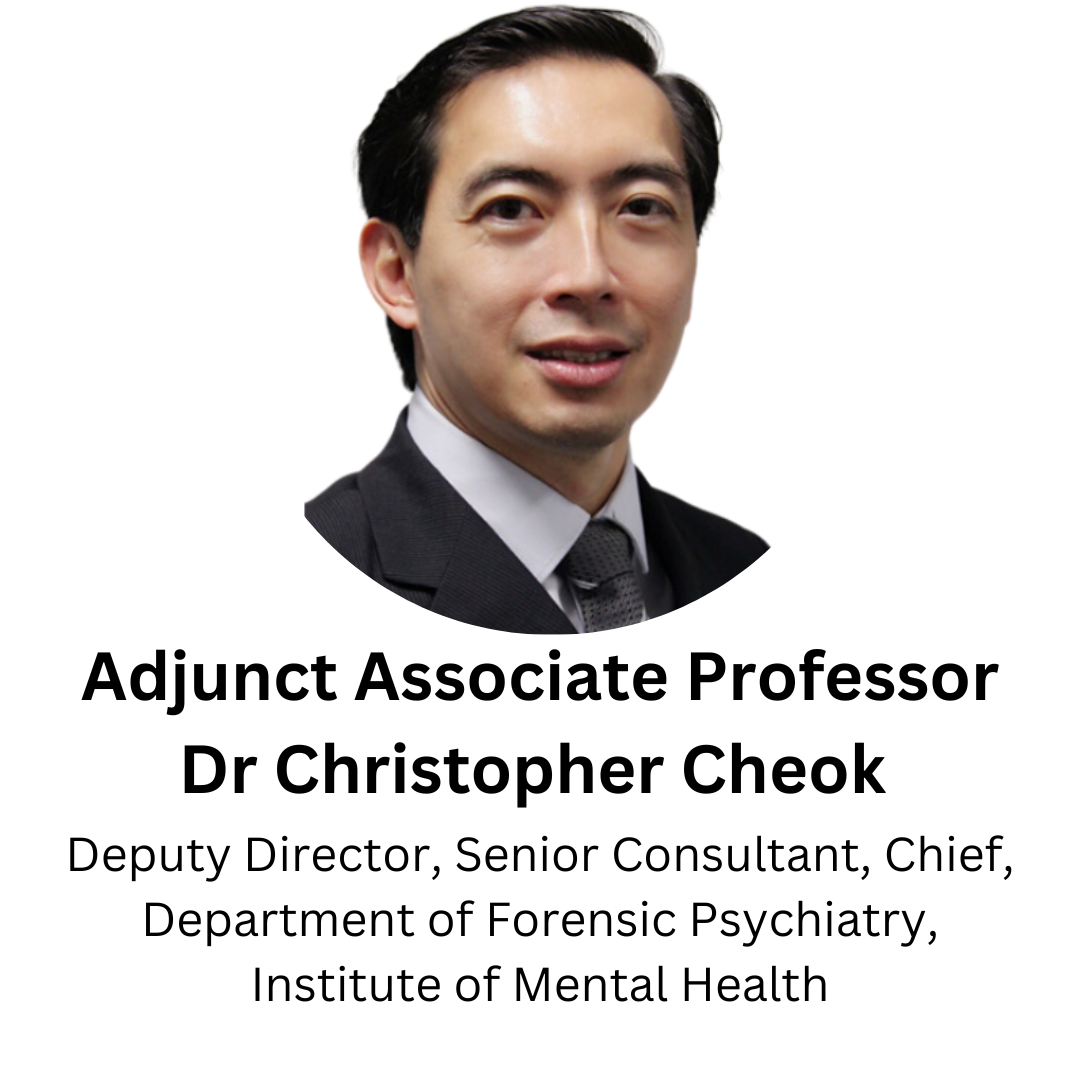 Adjunct Associate Professor
Dr Christopher Cheok
Deputy Director, Senior Consultant, Chief,
Department of Forensic Psychiatry,
Institute of Mental Health